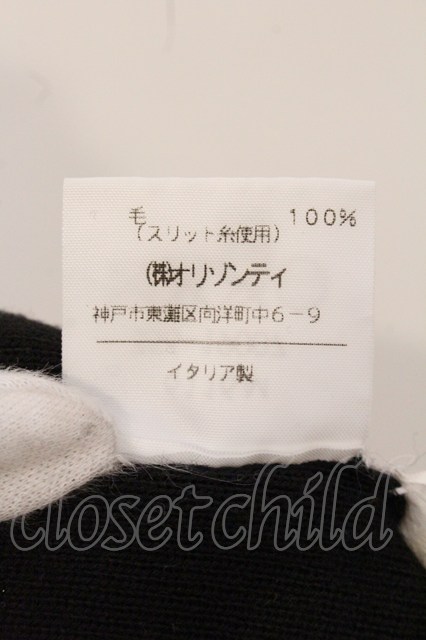 毛 100%
(スリット糸使用)
㈱オリゾンティ
神戸市東灘区向洋町中6-9
イタリア製
closet child